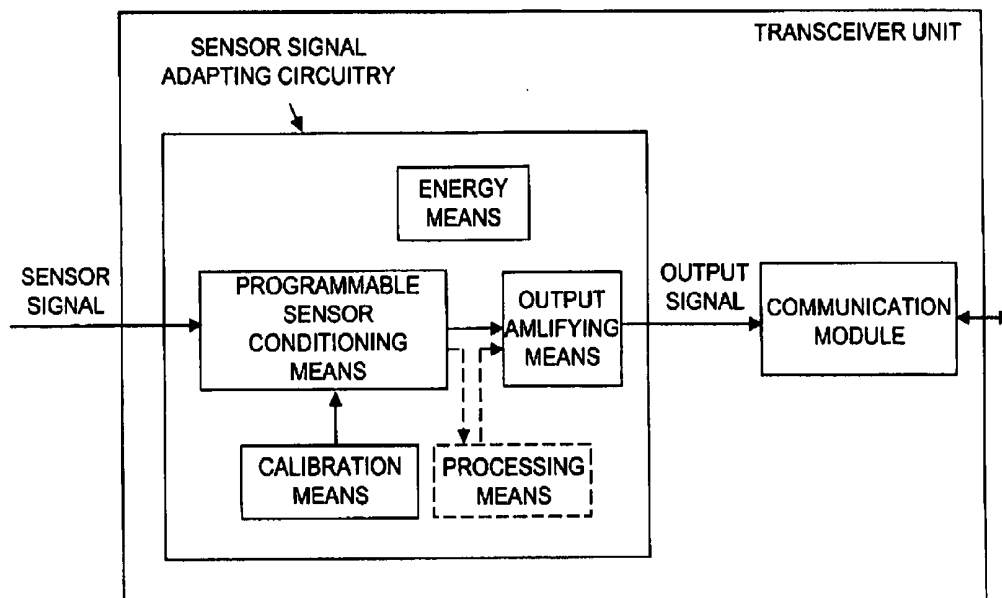 TRANSCEIVER UNIT
SENSOR SIGNAL
ADAPTING CIRCUITRY
ENERGY
MEANS
SENSOR
SIGNAL
PROGRAMMABLE
SENSOR
CONDITIONING
MEANS
OUTPUT
AMLIFYING
MEANS
OUTPUT
SIGNAL
COMMUNICATION
MODULE
CALIBRATION
MEANS
PROCESSING
MEANS